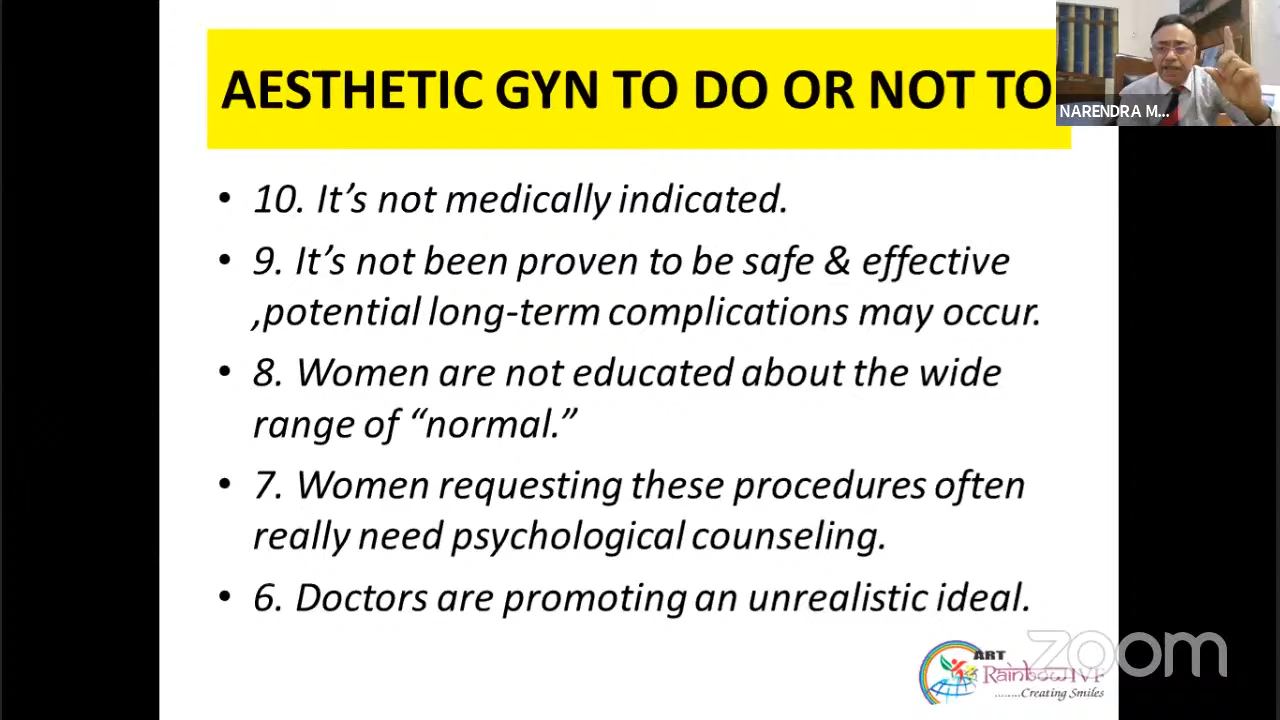 AESTHETIC GYN TO DO OR NOT TO
NARENDRA M...
• 10. It's not medically indicated.
• 9. It's not been proven to be safe & effective
,potential long-term complications may occur.
• 8. Women are not educated about the wide
range of “normal.”
• 7. Women requesting these procedures often
really need psychological counseling.
• 6. Doctors are promoting an unrealistic ideal.
zoom
ART
Rainbow IVF
.......Creating Smiles